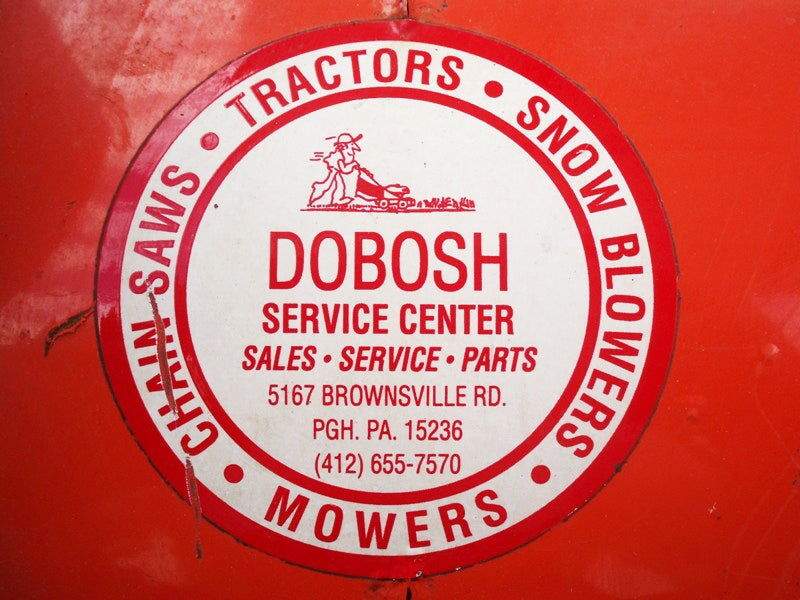 CHAIN SAWS • TRACTORS • SNOW BLOWERS • MOWERS •
DOBOSH
SERVICE CENTER
SALES • SERVICE • PARTS
5167 BROWNSVILLE RD.
PGH. PA. 15236
(412) 655-7570